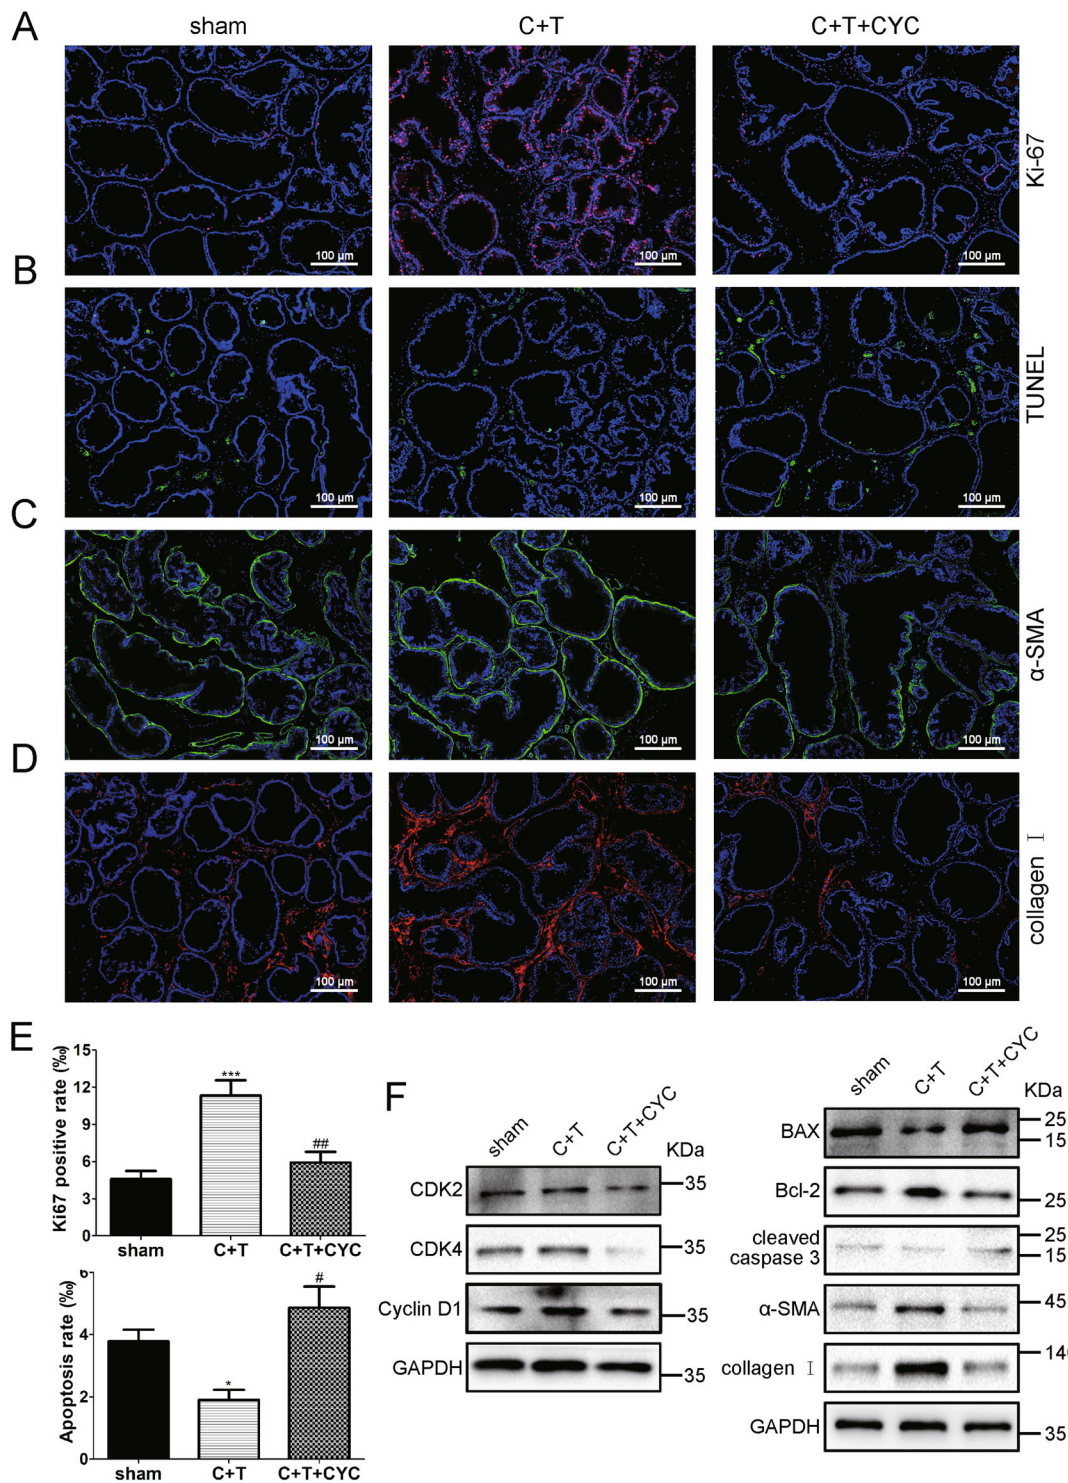 A
sham
C+T
C+T+CYC
100 μm
100 μm
100 μm
Ki-67
B
100 μm
100 μm
100 μm
TUNEL
C
100 μm
100 μm
100 μm
α-SMA
D
100 μm
100 μm
100 μm
collagen I
E
Ki67 positive rate (‰)
15
12
9
6
3
0
***
##
sham
C+T
C+T+CYC
Apoptosis rate (‰)
6
4
2
0
*
#
sham
C+T
C+T+CYC
F
sham
C+T
C+T+CYC
KDa
CDK2
35
CDK4
35
Cyclin D1
35
GAPDH
35
sham
C+T
C+T+CYC
KDa
BAX
25
15
Bcl-2
25
cleaved
caspase 3
25
15
α-SMA
45
collagen I
140
GAPDH
35